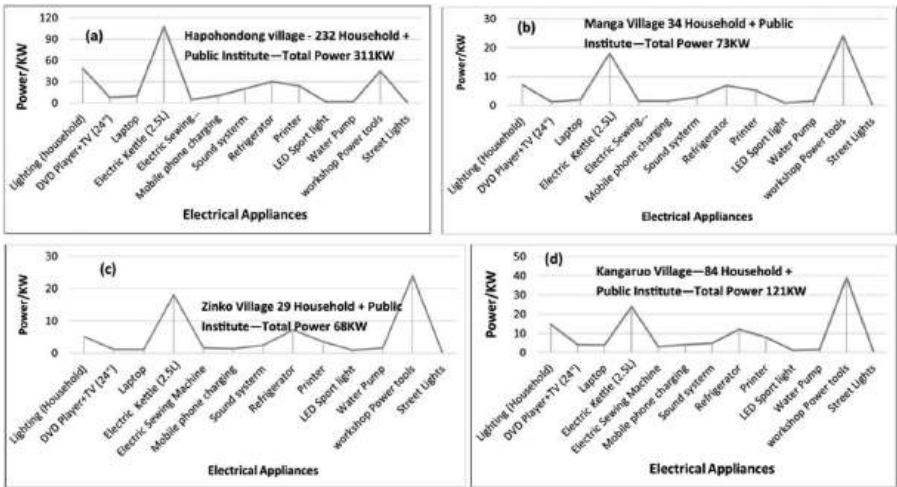 (a)
Hapohondong village - 232 Household +
Public Institute—Total Power 311KW
Power/KW
120
90
60
30
0
Lighting (Household)
DVD Player+TV (24")
Laptop
Electric Kettle (2.5L)
Electric Sewing...
Mobile phone charging
Sound systerm
Refrigerator
Printer
LED Sport light
Water Pump
workshop Power tools
Street Lights
Electrical Appliances
(b)
Manga Village 34 Household + Public
Institute—Total Power 73KW
Power/KW
30
20
10
0
Lighting (Household)
DVD Player+TV (24")
Laptop
Electric Kettle (2.5L)
Electric Sewing...
Mobile phone charging
Sound systerm
Refrigerator
Printer
LED Sport light
Water Pump
workshop Power tools
Street Lights
Electrical Appliances
(c)
Zinko Village 29 Household + Public
Institute—Total Power 68KW
Power/KW
30
20
10
0
Lighting (Household)
DVD Player+TV (24")
Laptop
Electric Kettle (2.5L)
Electric Sewing Machine
Mobile phone charging
Sound systerm
Refrigerator
Printer
LED Sport light
Water Pump
workshop Power tools
Street Lights
Electrical Appliances
(d)
Kangaruo Village—84 Household +
Public Institute—Total Power 121KW
Power/KW
50
40
30
20
10
0
Lighting (Household)
DVD Player+TV (24")
Laptop
Electric Kettle (2.5L)
Electric Sewing Machine
Mobile phone charging
Sound systerm
Refrigerator
Printer
LED Sport light
Water Pump
workshop Power tools
Street Lights
Electrical Appliances